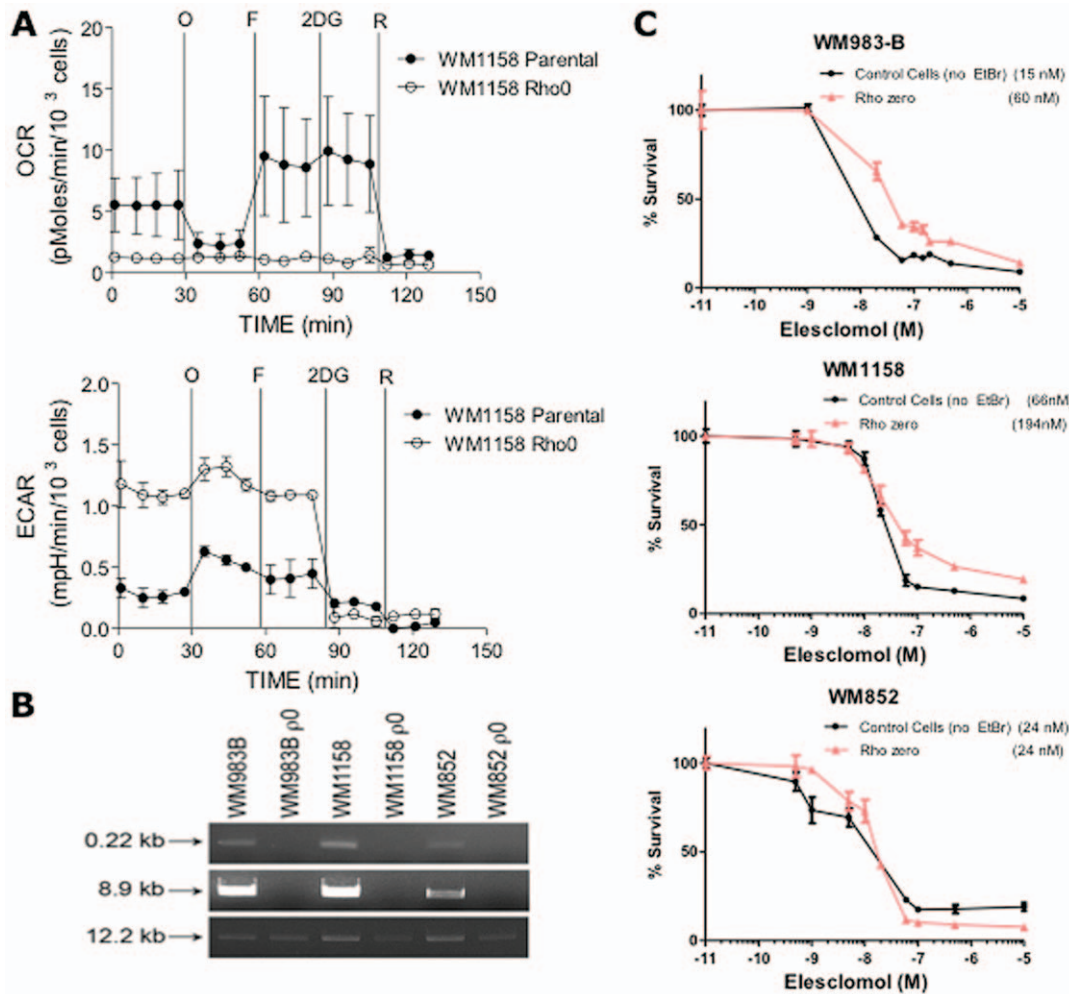 A
O F 2DG R
20
15
10
5
0
OCR
(pMoles/min/10³ cells)
WM1158 Parental
WM1158 Rho0
0 30 60 90 120 150
TIME (min)
O F 2DG R
2.0
1.5
1.0
0.5
0.0
ECAR
(mpH/min/10³ cells)
WM1158 Parental
WM1158 Rho0
0 30 60 90 120 150
TIME (min)
B
WM983B WM983B ρ0 WM1158 WM1158 ρ0 WM852 WM852 ρ0
0.22 kb
8.9 kb
12.2 kb
C
WM983-B
Control Cells (no EtBr) (15 nM)
Rho zero (60 nM)
100
50
0
% Survival
-11 -10 -9 -8 -7 -6 -5
Elesclomol (M)
WM1158
Control Cells (no EtBr) (66nM)
Rho zero (194nM)
100
50
0
% Survival
-11 -10 -9 -8 -7 -6 -5
Elesclomol (M)
WM852
Control Cells (no EtBr) (24 nM)
Rho zero (24 nM)
100
50
0
% Survival
-11 -10 -9 -8 -7 -6 -5
Elesclomol (M)